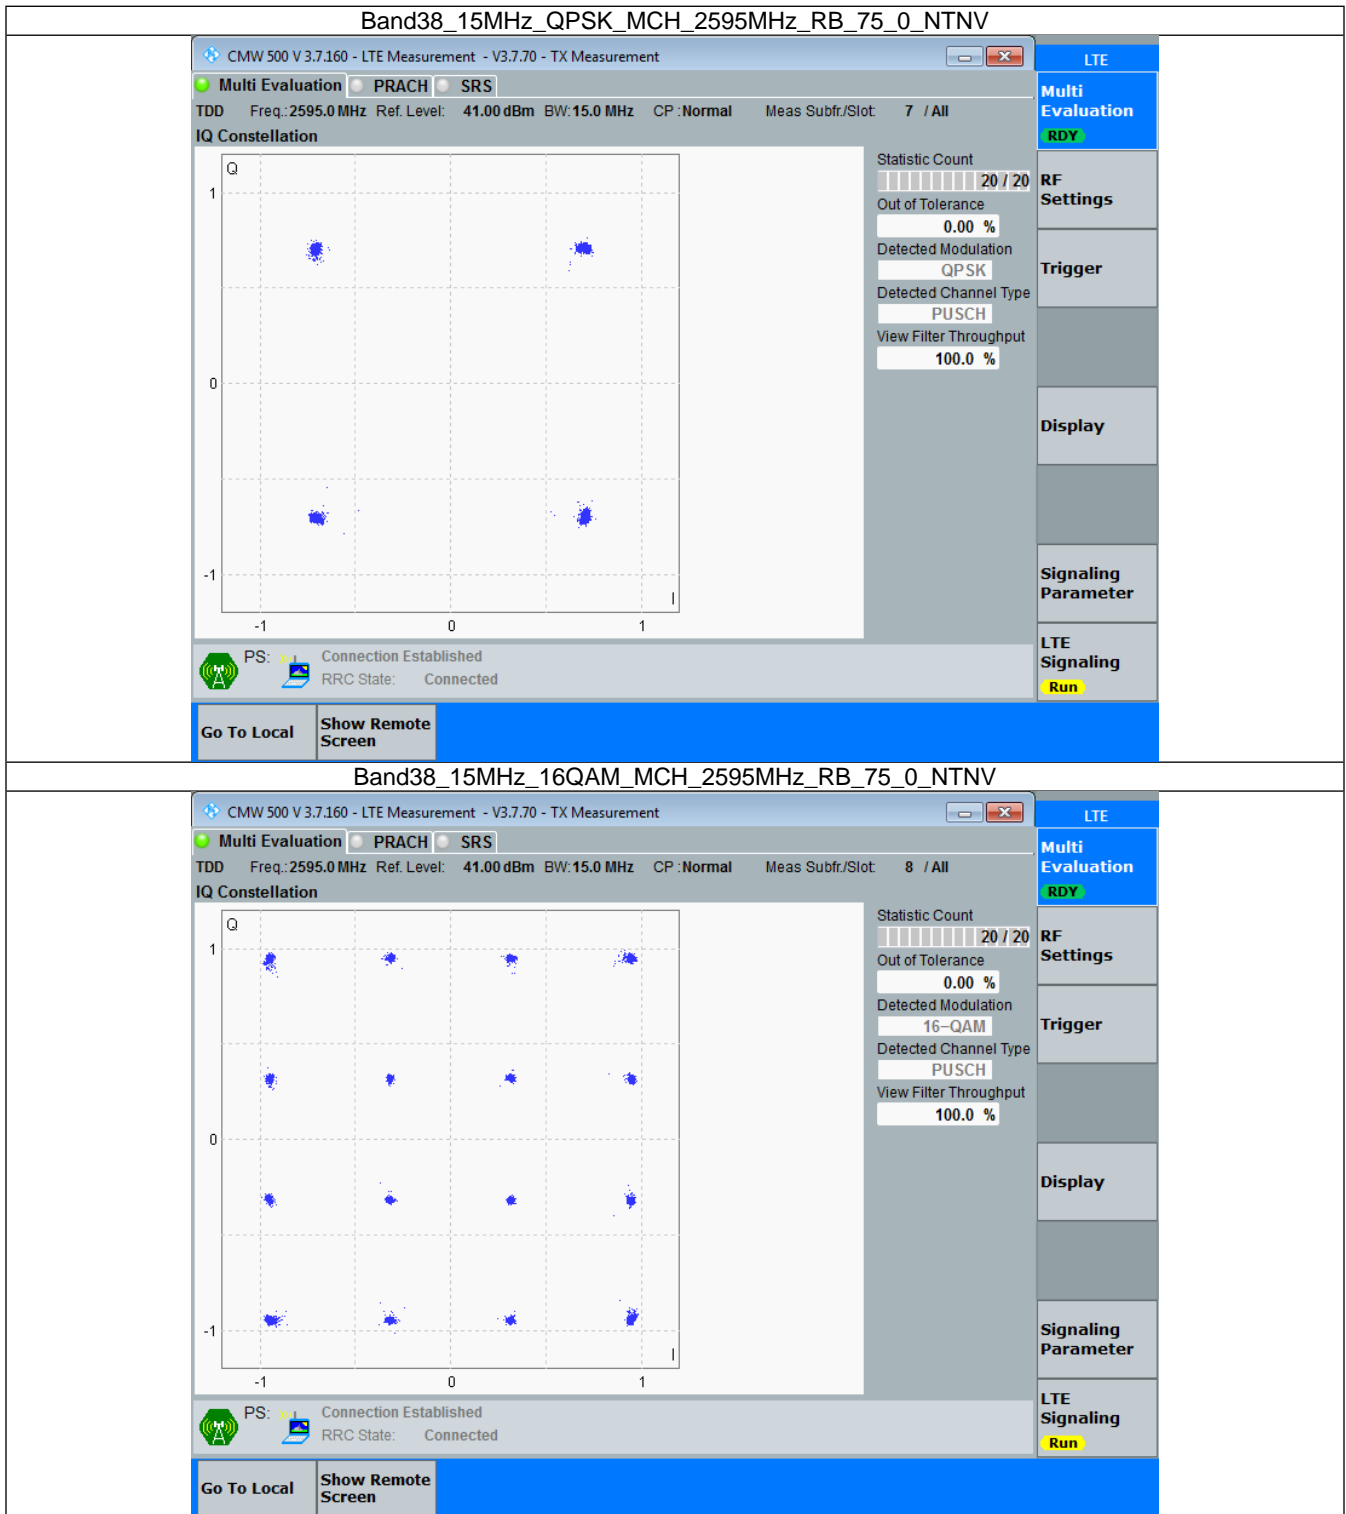 Band38_15MHz_QPSK_MCH_2595MHz_RB_75_0_NTNV
CMW 500 V 3.7.160 - LTE Measurement - V3.7.70 - TX Measurement
LTE
Multi Evaluation PRACH SRS
Multi
Evaluation
RDY
TDD Freq.: 2595.0 MHz Ref. Level: 41.00 dBm BW: 15.0 MHz CP : Normal Meas Subfr./Slot: 7 / All
IQ Constellation
Q
1
0
-1
I
-1 0 1
Statistic Count
20 / 20
Out of Tolerance
0.00 %
Detected Modulation
QPSK
Detected Channel Type
PUSCH
View Filter Throughput
100.0 %
RF
Settings
Trigger
Display
Signaling
Parameter
LTE
Signaling
Run
PS: Connection Established
RRC State: Connected
Go To Local
Show Remote
Screen
Band38_15MHz_16QAM_MCH_2595MHz_RB_75_0_NTNV
CMW 500 V 3.7.160 - LTE Measurement - V3.7.70 - TX Measurement
LTE
Multi Evaluation PRACH SRS
Multi
Evaluation
RDY
TDD Freq.: 2595.0 MHz Ref. Level: 41.00 dBm BW: 15.0 MHz CP : Normal Meas Subfr./Slot: 8 / All
IQ Constellation
Q
1
0
-1
I
-1 0 1
Statistic Count
20 / 20
Out of Tolerance
0.00 %
Detected Modulation
16-QAM
Detected Channel Type
PUSCH
View Filter Throughput
100.0 %
RF
Settings
Trigger
Display
Signaling
Parameter
LTE
Signaling
Run
PS: Connection Established
RRC State: Connected
Go To Local
Show Remote
Screen